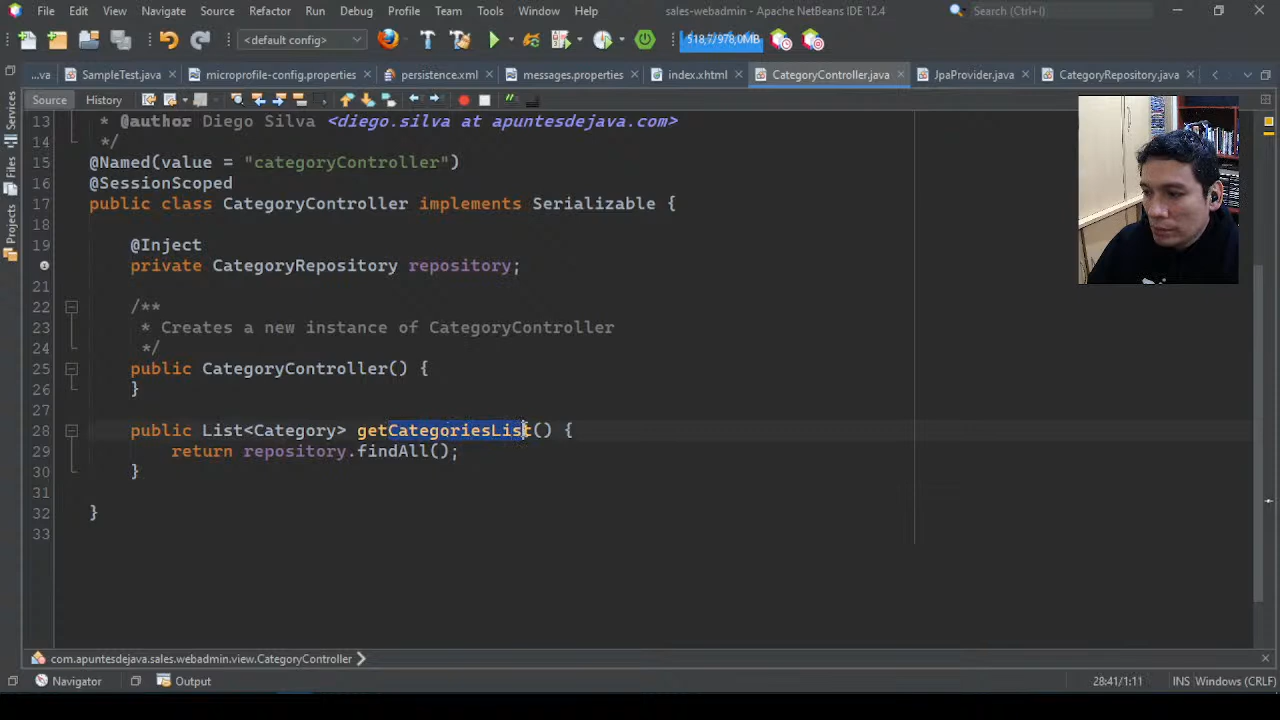 File Edit View Navigate Source Refactor Run Debug Profile Team Tools Window Help sales-webadmin - Apache NetBeans IDE 12.4 Search (Ctrl+I)
<default config> 518,7/978,0MB
...va SampleTest.java microprofile-config.properties persistence.xml messages.properties index.xhtml CategoryController.java JpaProvider.java CategoryRepository.java
Source History
Services
Files
Projects
13 * @author Diego Silva <diego.silva at apuntesdejava.com>
14 */
15 @Named(value = "categoryController")
16 @SessionScoped
17 public class CategoryController implements Serializable {
18
19 @Inject
private CategoryRepository repository;
21
22 /**
23 * Creates a new instance of CategoryController
24 */
25 public CategoryController() {
26 }
27
28 public List<Category> getCategoriesList() {
29 return repository.findAll();
30 }
31
32 }
33
com.apuntesdejava.sales.webadmin.view.CategoryController
Navigator Output 28:41/1:11 INS Windows (CRLF)